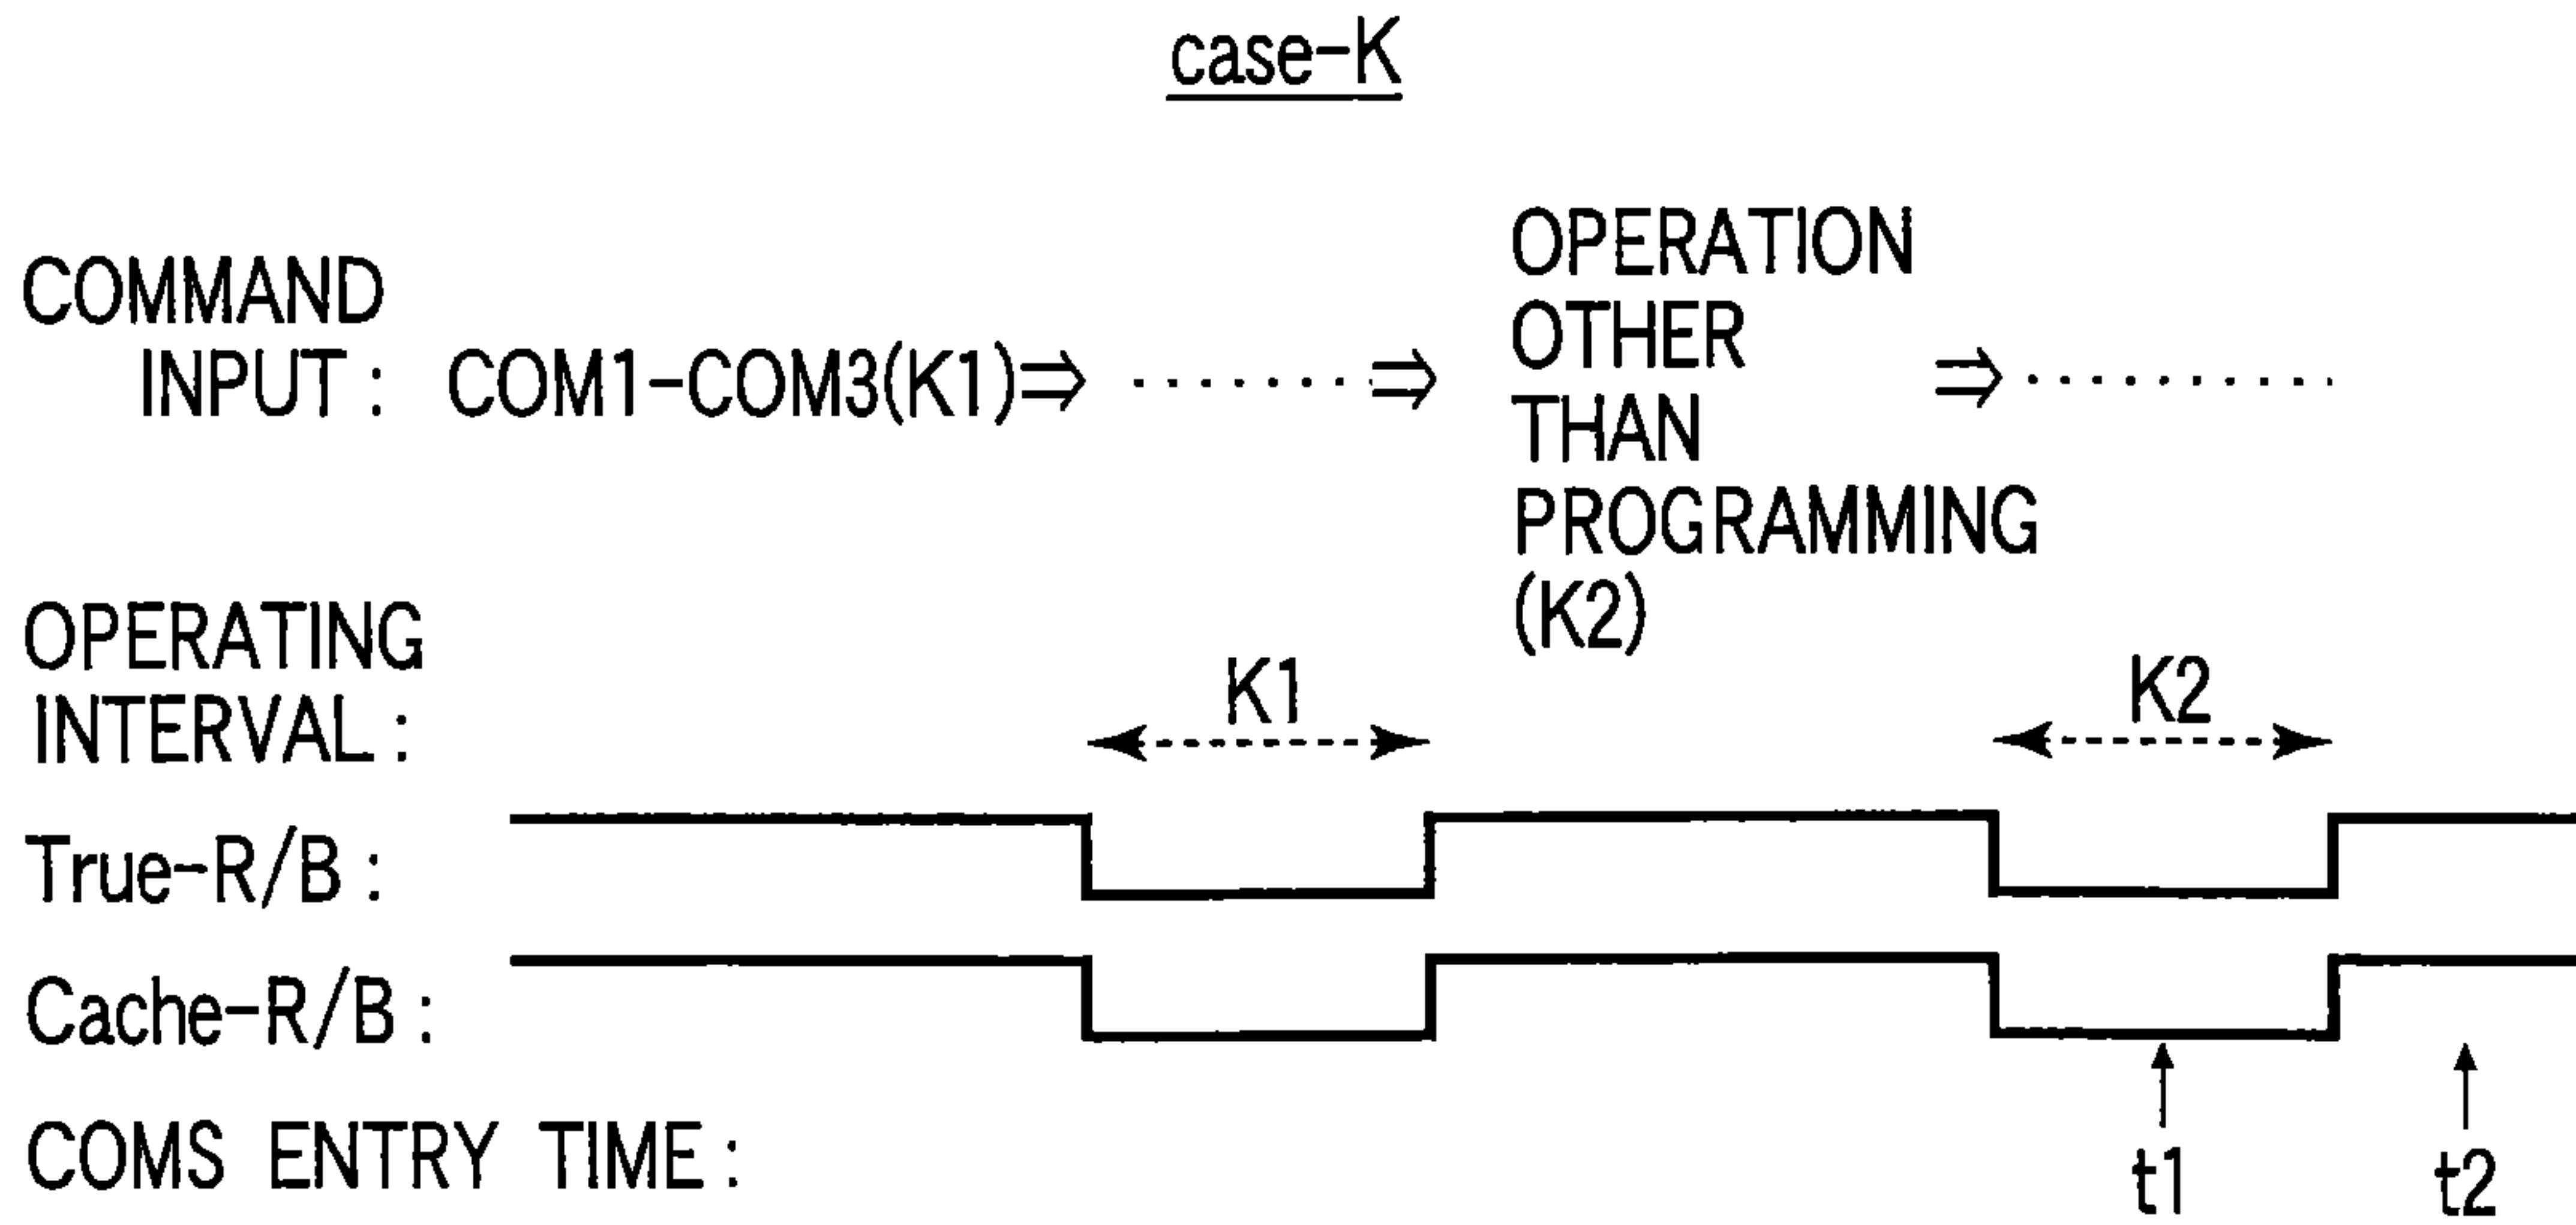 case-K
COMMAND
INPUT : COM1-COM3(K1)⇒ ·········⇒ OPERATION OTHER THAN PROGRAMMING (K2) ⇒··········
OPERATING
INTERVAL : K1 K2
True-R/B :
Cache-R/B :
COMS ENTRY TIME : t1 t2